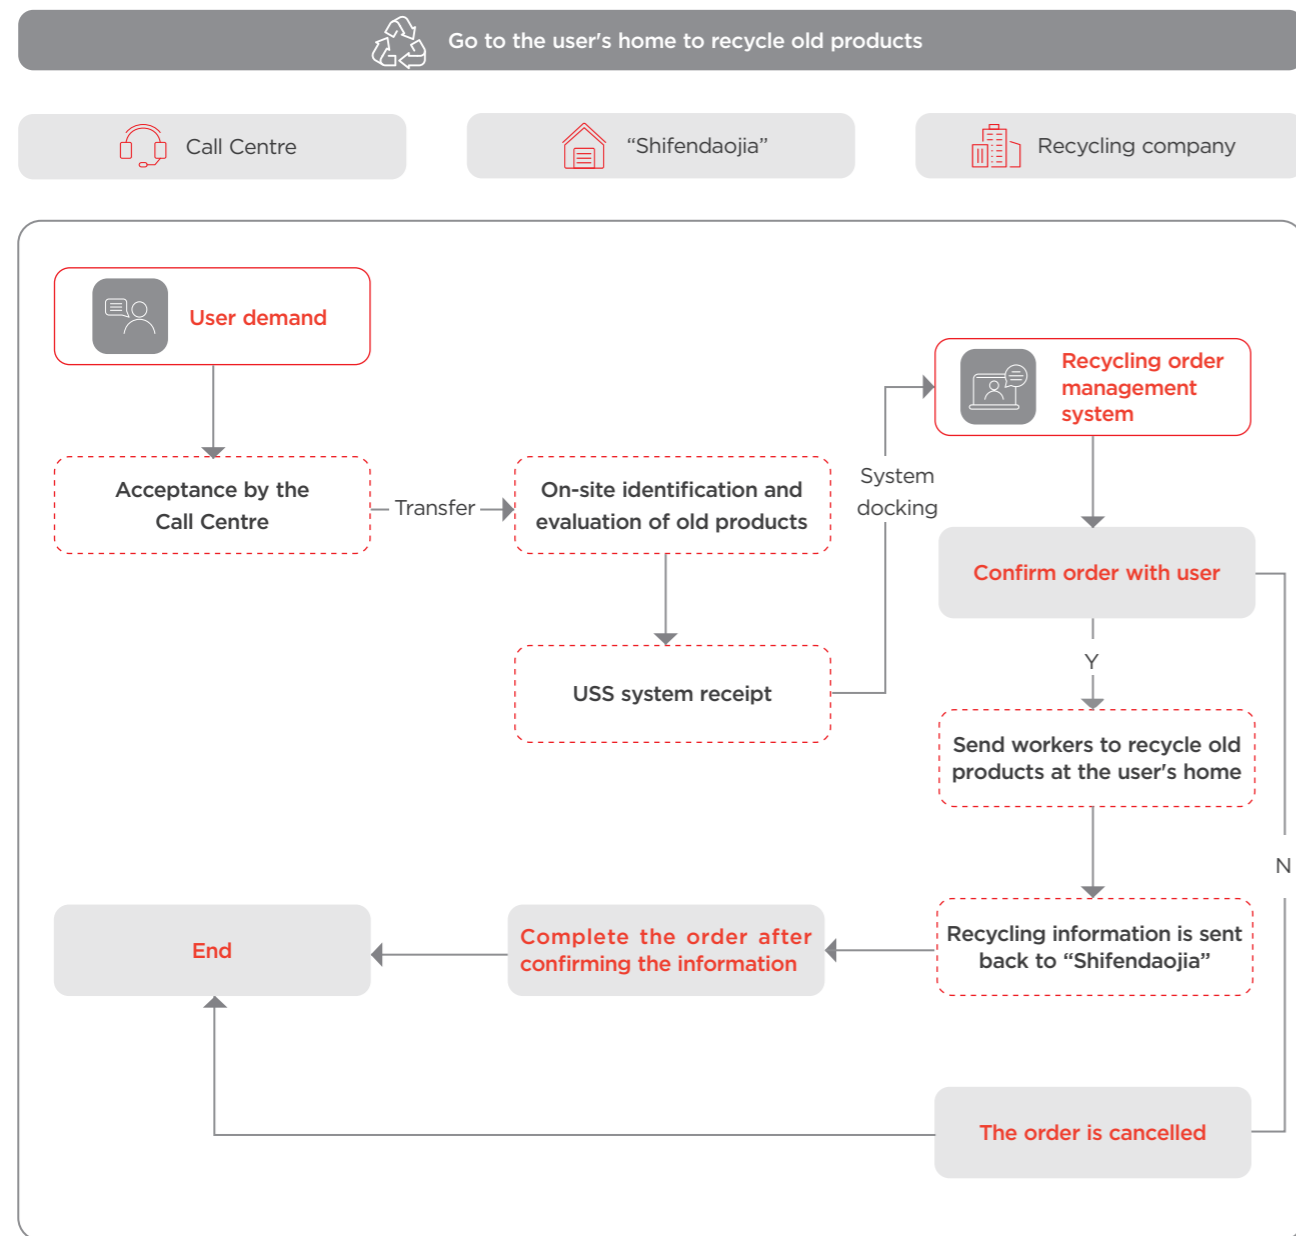 Go to the user's home to recycle old products
Call Centre
“Shifendaojia”
Recycling company
User demand
Recycling order
management
system
Acceptance by the
Call Centre
Transfer
On-site identification and
evaluation of old products
System
docking
Confirm order with user
Y
USS system receipt
Send workers to recycle old
products at the user's home
N
Recycling information is sent
back to “Shifendaojia”
Complete the order after
confirming the information
End
The order is cancelled